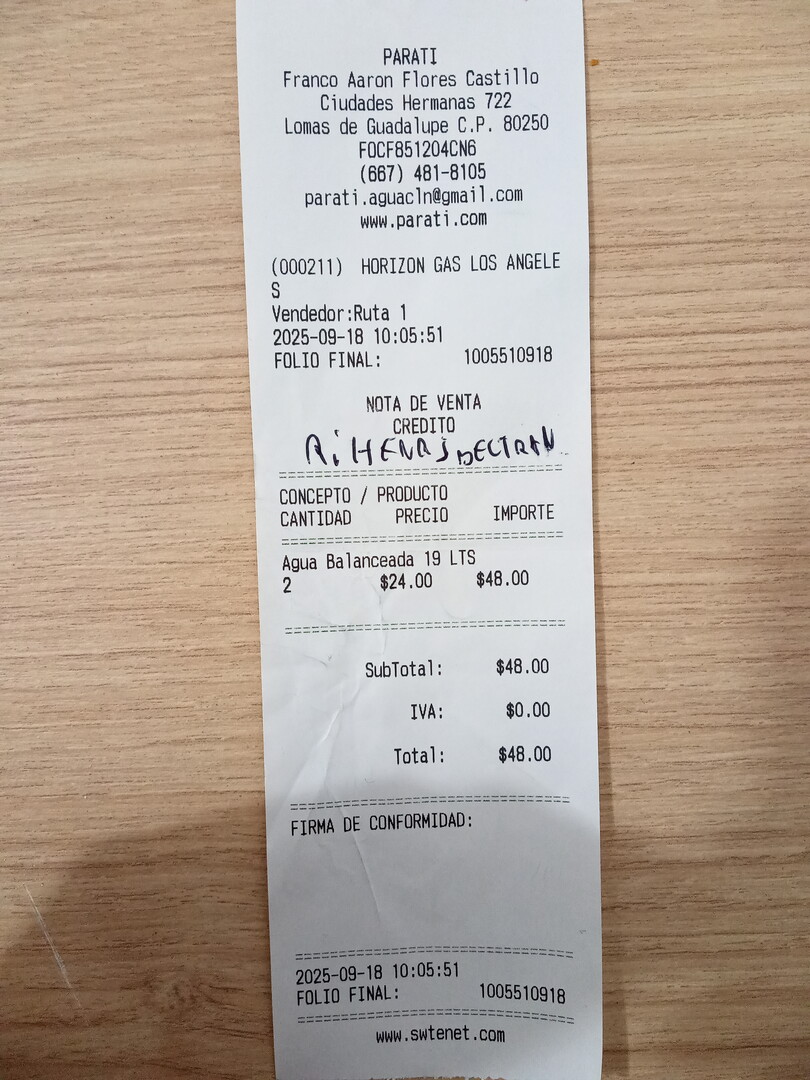 PARATI
Franco Aaron Flores Castillo
Ciudades Hermanas 722
Lomas de Guadalupe C.P. 80250
FOCF851204CN6
(667) 481-8105
parati.aguacln@gmail.com
www.parati.com
(000211) HORIZON GAS LOS ANGELE
S
Vendedor:Ruta 1
2025-09-18 10:05:51
FOLIO FINAL: 1005510918
NOTA DE VENTA
CREDITO
CONCEPTO / PRODUCTO
CANTIDAD PRECIO IMPORTE
Agua Balanceada 19 LTS
2 $24.00 $48.00
SubTotal: $48.00
IVA: $0.00
Total: $48.00
FIRMA DE CONFORMIDAD:
2025-09-18 10:05:51
FOLIO FINAL: 1005510918
www.swtenet.com